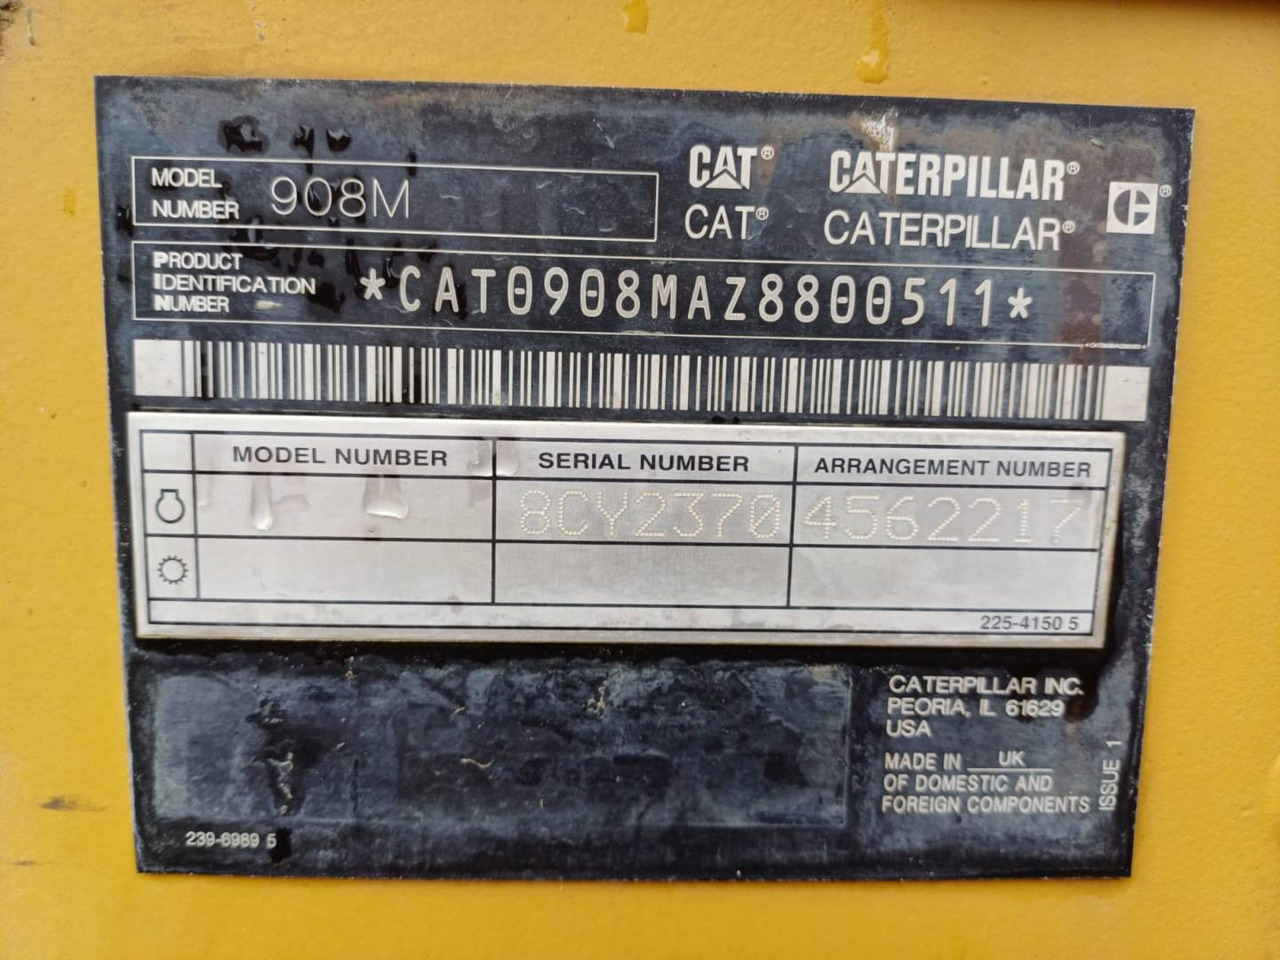 MODEL NUMBER 908M
CAT® CATERPILLAR® ®
CAT® CATERPILLAR®
PRODUCT IDENTIFICATION NUMBER *CAT0908MAZ8800511*
MODEL NUMBER SERIAL NUMBER ARRANGEMENT NUMBER
8CY2370 4562217
225-4150 5
CATERPILLAR INC.
PEORIA, IL 61629
USA
MADE IN UK
OF DOMESTIC AND
FOREIGN COMPONENTS
ISSUE 1
239-6989 5